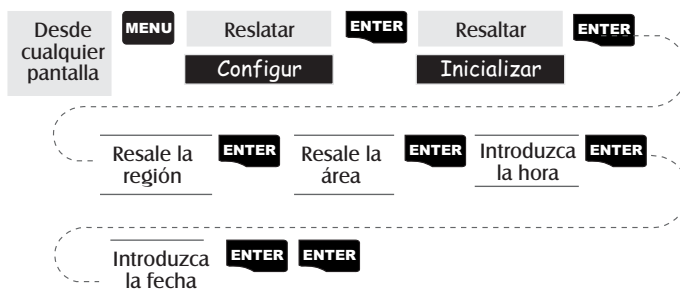 Desde
cualquier
pantalla
MENU
Reslatar
Configur
ENTER
Resaltar
Inicializar
ENTER
Resale la
región
ENTER
Resale la
área
ENTER
Introduzca
la hora
ENTER
Introduzca
la fecha
ENTER
ENTER